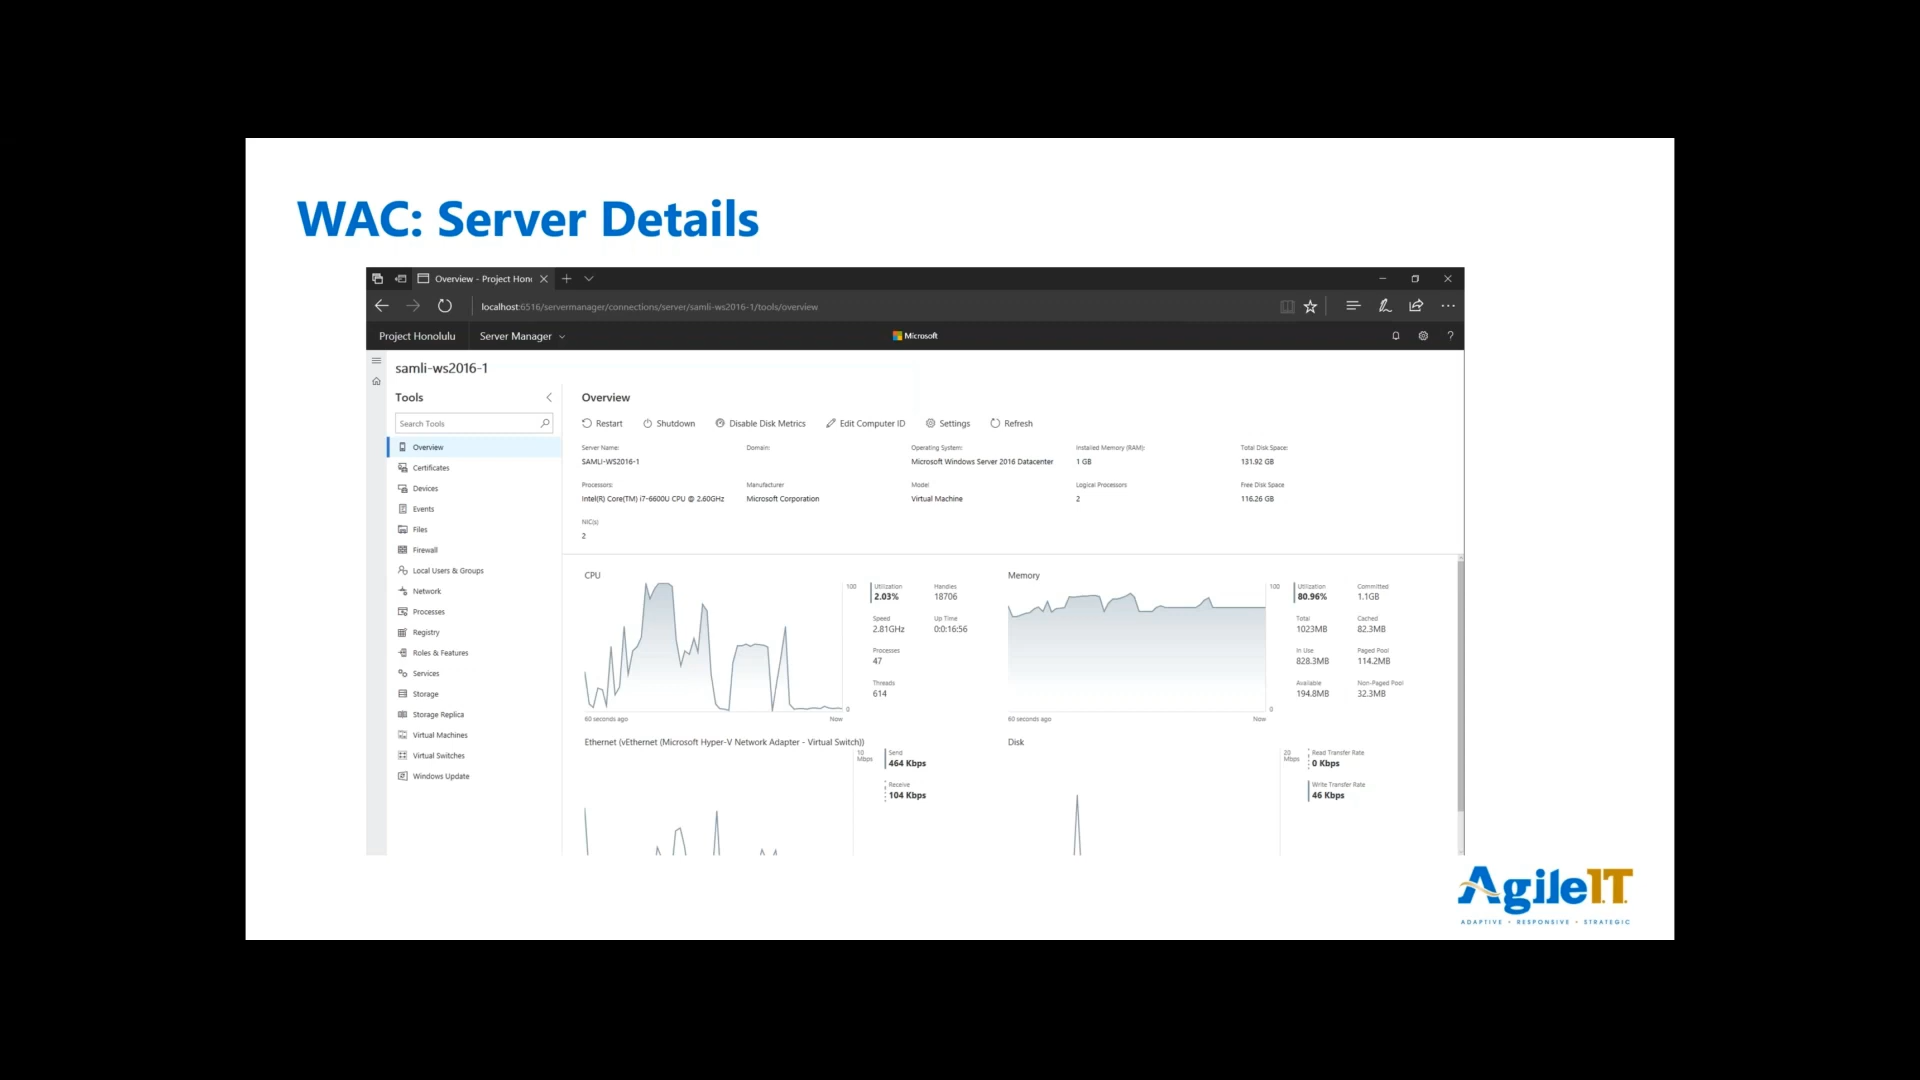 WAC: Server Details
Overview - Project Hon
localhost:6516/servermanager/connections/server/samli-ws2016-1/tools/overview
Project Honolulu
Server Manager
Microsoft
?
samli-ws2016-1
Tools
Search Tools
Overview
Certificates
Devices
Events
Files
Firewall
Local Users & Groups
Network
Processes
Registry
Roles & Features
Services
Storage
Storage Replica
Virtual Machines
Virtual Switches
Windows Update
Overview
Restart Shutdown Disable Disk Metrics Edit Computer ID Settings Refresh
Server Name: Domain: Operating System: Installed Memory (RAM): Total Disk Space:
SAMLI-WS2016-1 Microsoft Windows Server 2016 Datacenter 1 GB 131.92 GB
Processors: Manufacturer Model Logical Processors Free Disk Space
Intel(R) Core(TM) i7-6600U CPU @ 2.60GHz Microsoft Corporation Virtual Machine 2 116.26 GB
NIC(s)
2
CPU
100
0
60 seconds ago Now
Utilization Handles
2.03% 18706
Speed Up Time
2.81GHz 0:0:16:56
Processes
47
Threads
614
Memory
100
0
60 seconds ago Now
Utilization Committed
80.96% 1.1GB
Total Cached
1023MB 82.3MB
In Use Paged Pool
828.3MB 114.2MB
Available Non-Paged Pool
194.8MB 32.3MB
Ethernet (vEthernet (Microsoft Hyper-V Network Adapter - Virtual Switch))
10
Mbps
Send
464 Kbps
Receive
104 Kbps
Disk
20
Mbps
Read Transfer Rate
0 Kbps
Write Transfer Rate
46 Kbps
AgileIT
ADAPTIVE • RESPONSIVE • STRATEGIC